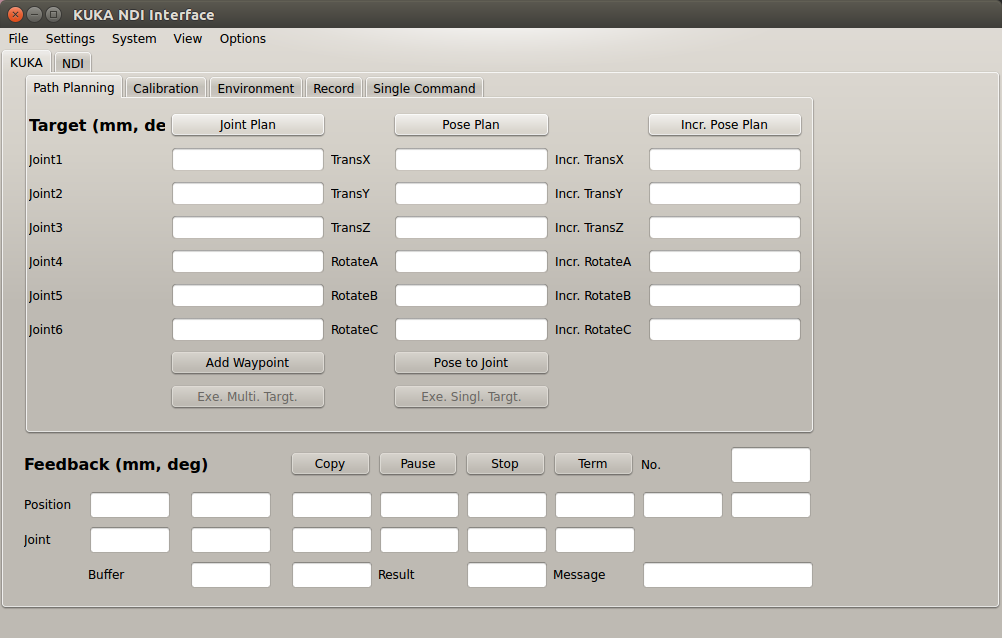 KUKA NDI Interface
File Settings System View Options
KUKA NDI
Path Planning Calibration Environment Record Single Command
Target (mm, de Joint Plan Pose Plan Incr. Pose Plan
Joint1 TransX Incr. TransX
Joint2 TransY Incr. TransY
Joint3 TransZ Incr. TransZ
Joint4 RotateA Incr. RotateA
Joint5 RotateB Incr. RotateB
Joint6 RotateC Incr. RotateC
Add Waypoint Pose to Joint
Exe. Multi. Targt. Exe. Singl. Targt.
Feedback (mm, deg) Copy Pause Stop Term No.
Position
Joint
Buffer Result Message